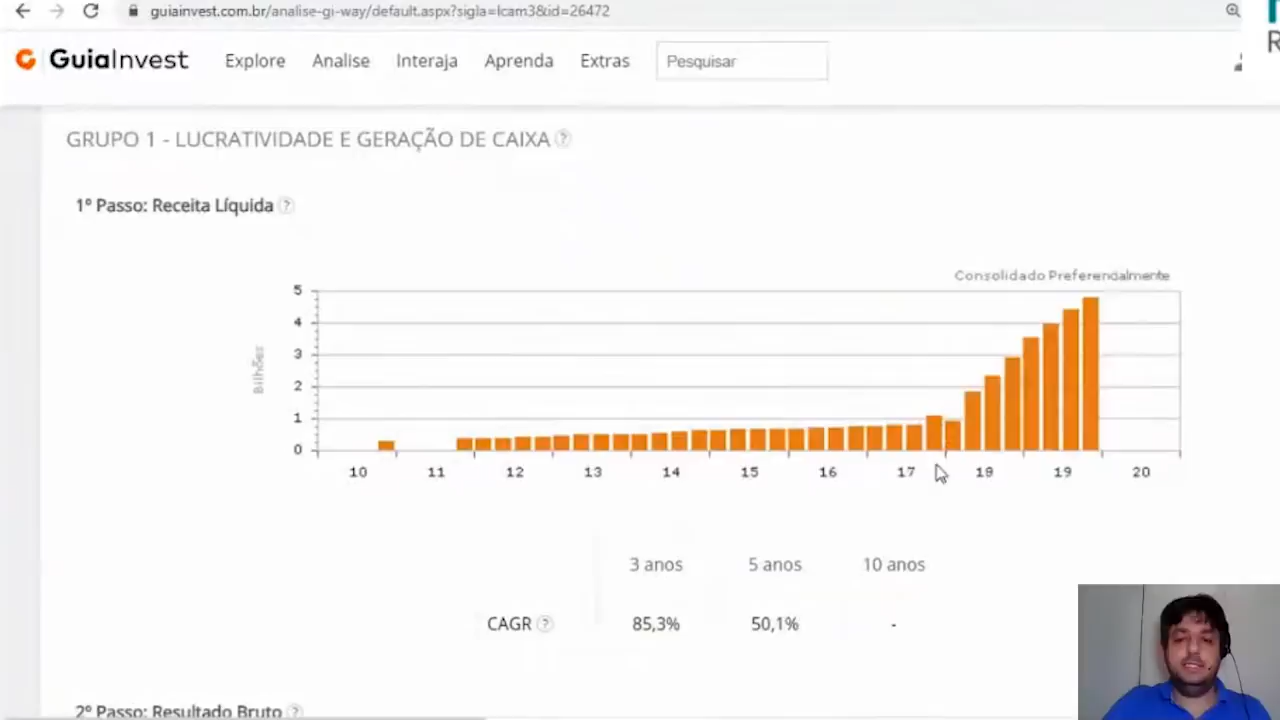 guiainvest.com.br/analise-gi-way/default.aspx?sigla=lcam3&id=26472
GuiaInvest
Explore
Analise
Interaja
Aprenda
Extras
Pesquisar
R
GRUPO 1 - LUCRATIVIDADE E GERAÇÃO DE CAIXA ?
1º Passo: Receita Líquida ?
Consolidado Preferencialmente
Bilhões
5
4
3
2
1
0
10 11 12 13 14 15 16 17 18 19 20
3 anos 5 anos 10 anos
CAGR ? 85,3% 50,1% -
2º Passo: Resultado Bruto ?